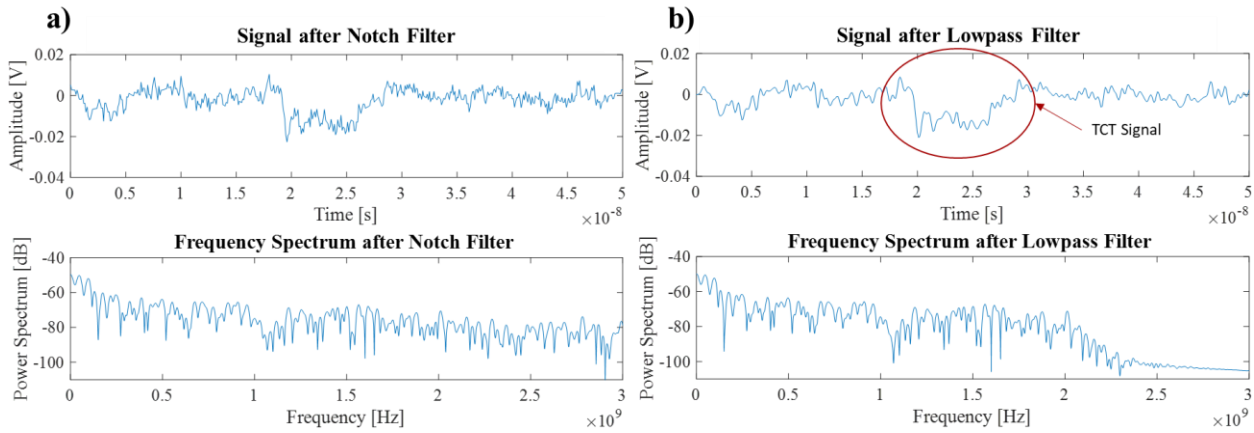 a)
Signal after Notch Filter
Amplitude [V]
0.02
0
-0.02
-0.04
0 0.5 1 1.5 2 2.5 3 3.5 4 4.5 5
Time [s]
×10⁻⁸
Frequency Spectrum after Notch Filter
Power Spectrum [dB]
-40
-60
-80
-100
0 0.5 1 1.5 2 2.5 3
Frequency [Hz]
×10⁹
b)
Signal after Lowpass Filter
Amplitude [V]
0.02
0
-0.02
-0.04
TCT Signal
0 0.5 1 1.5 2 2.5 3 3.5 4 4.5 5
Time [s]
×10⁻⁸
Frequency Spectrum after Lowpass Filter
Power Spectrum [dB]
-40
-60
-80
-100
0 0.5 1 1.5 2 2.5 3
Frequency [Hz]
×10⁹